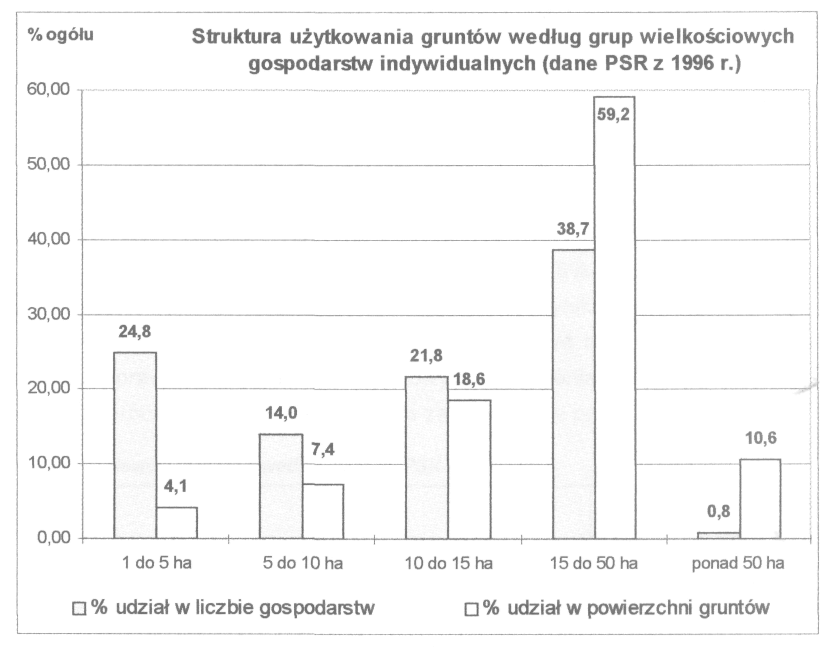 % ogółu
Struktura użytkowania gruntów według grup wielkościowych
gospodarstw indywidualnych (dane PSR z 1996 r.)
60,00
50,00
40,00
30,00
20,00
10,00
0,00
24,8
4,1
14,0
7,4
21,8
18,6
38,7
59,2
0,8
10,6
1 do 5 ha
5 do 10 ha
10 do 15 ha
15 do 50 ha
ponad 50 ha
% udział w liczbie gospodarstw
% udział w powierzchni gruntów